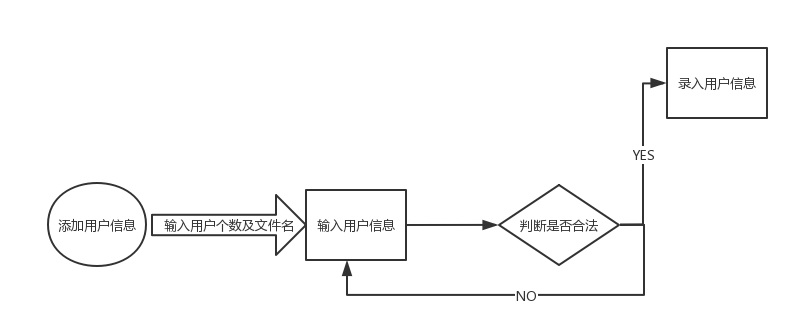 录入用户信息
YES
添加用户信息
输入用户个数及文件名
输入用户信息
判断是否合法
NO